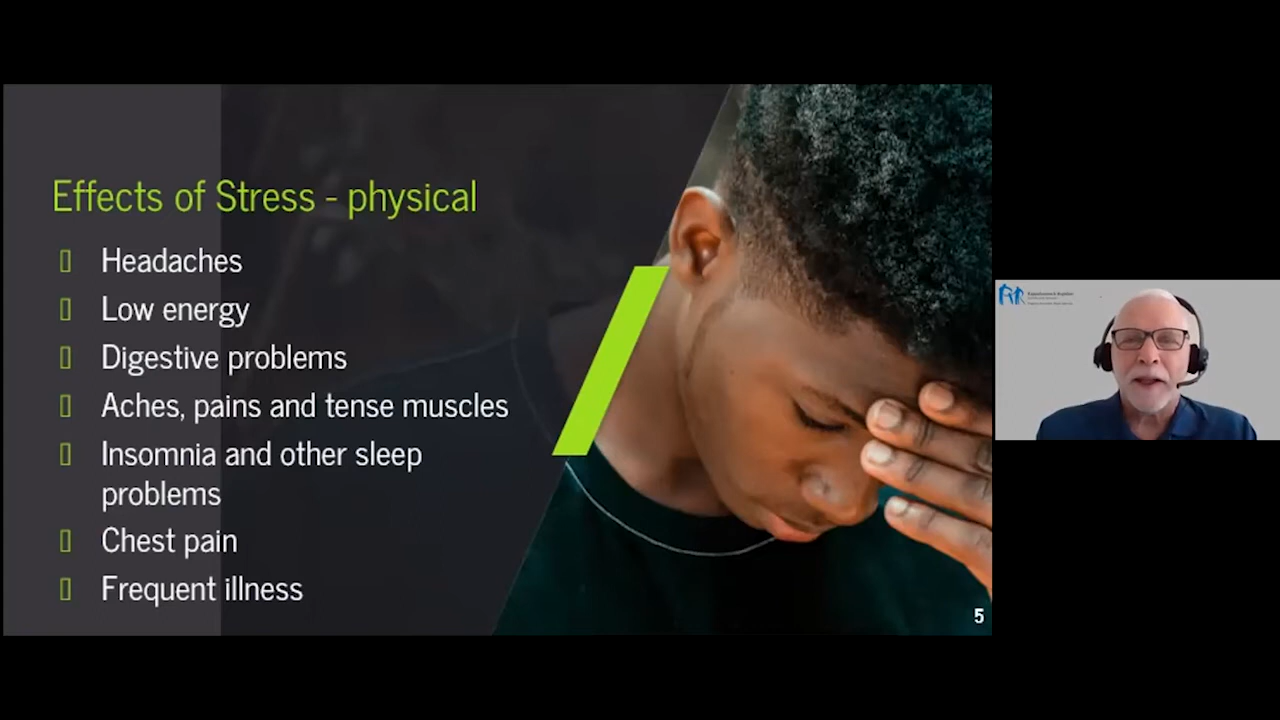 Effects of Stress - physical
Headaches
Low energy
Digestive problems
Aches, pains and tense muscles
Insomnia and other sleep
problems
Chest pain
Frequent illness
5